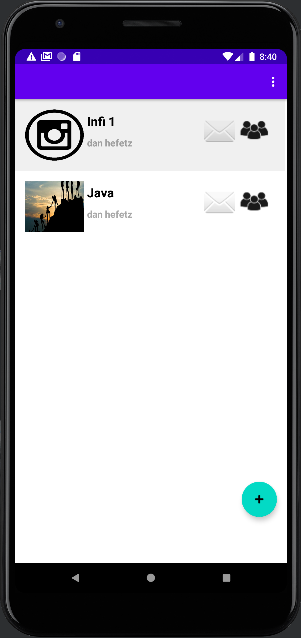 8:40
Infi 1
dan hefetz
Java
dan hefetz
+